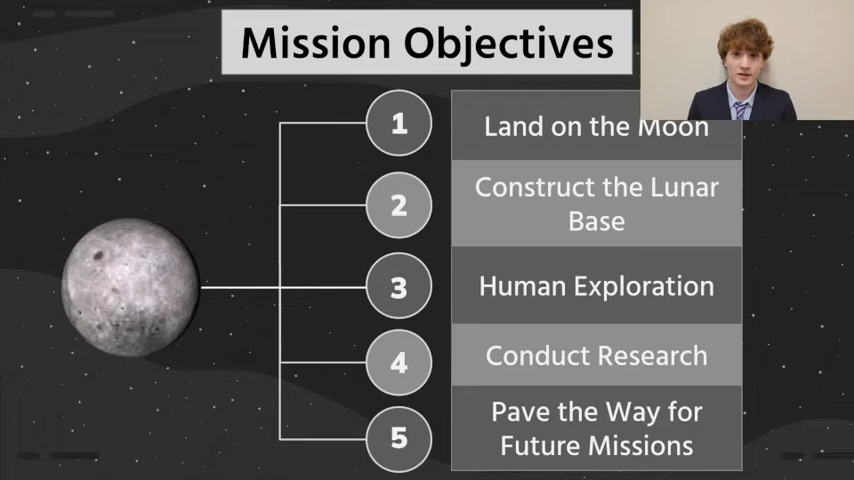 Mission Objectives
1
Land on the Moon
2
Construct the Lunar
Base
3
Human Exploration
4
Conduct Research
5
Pave the Way for
Future Missions